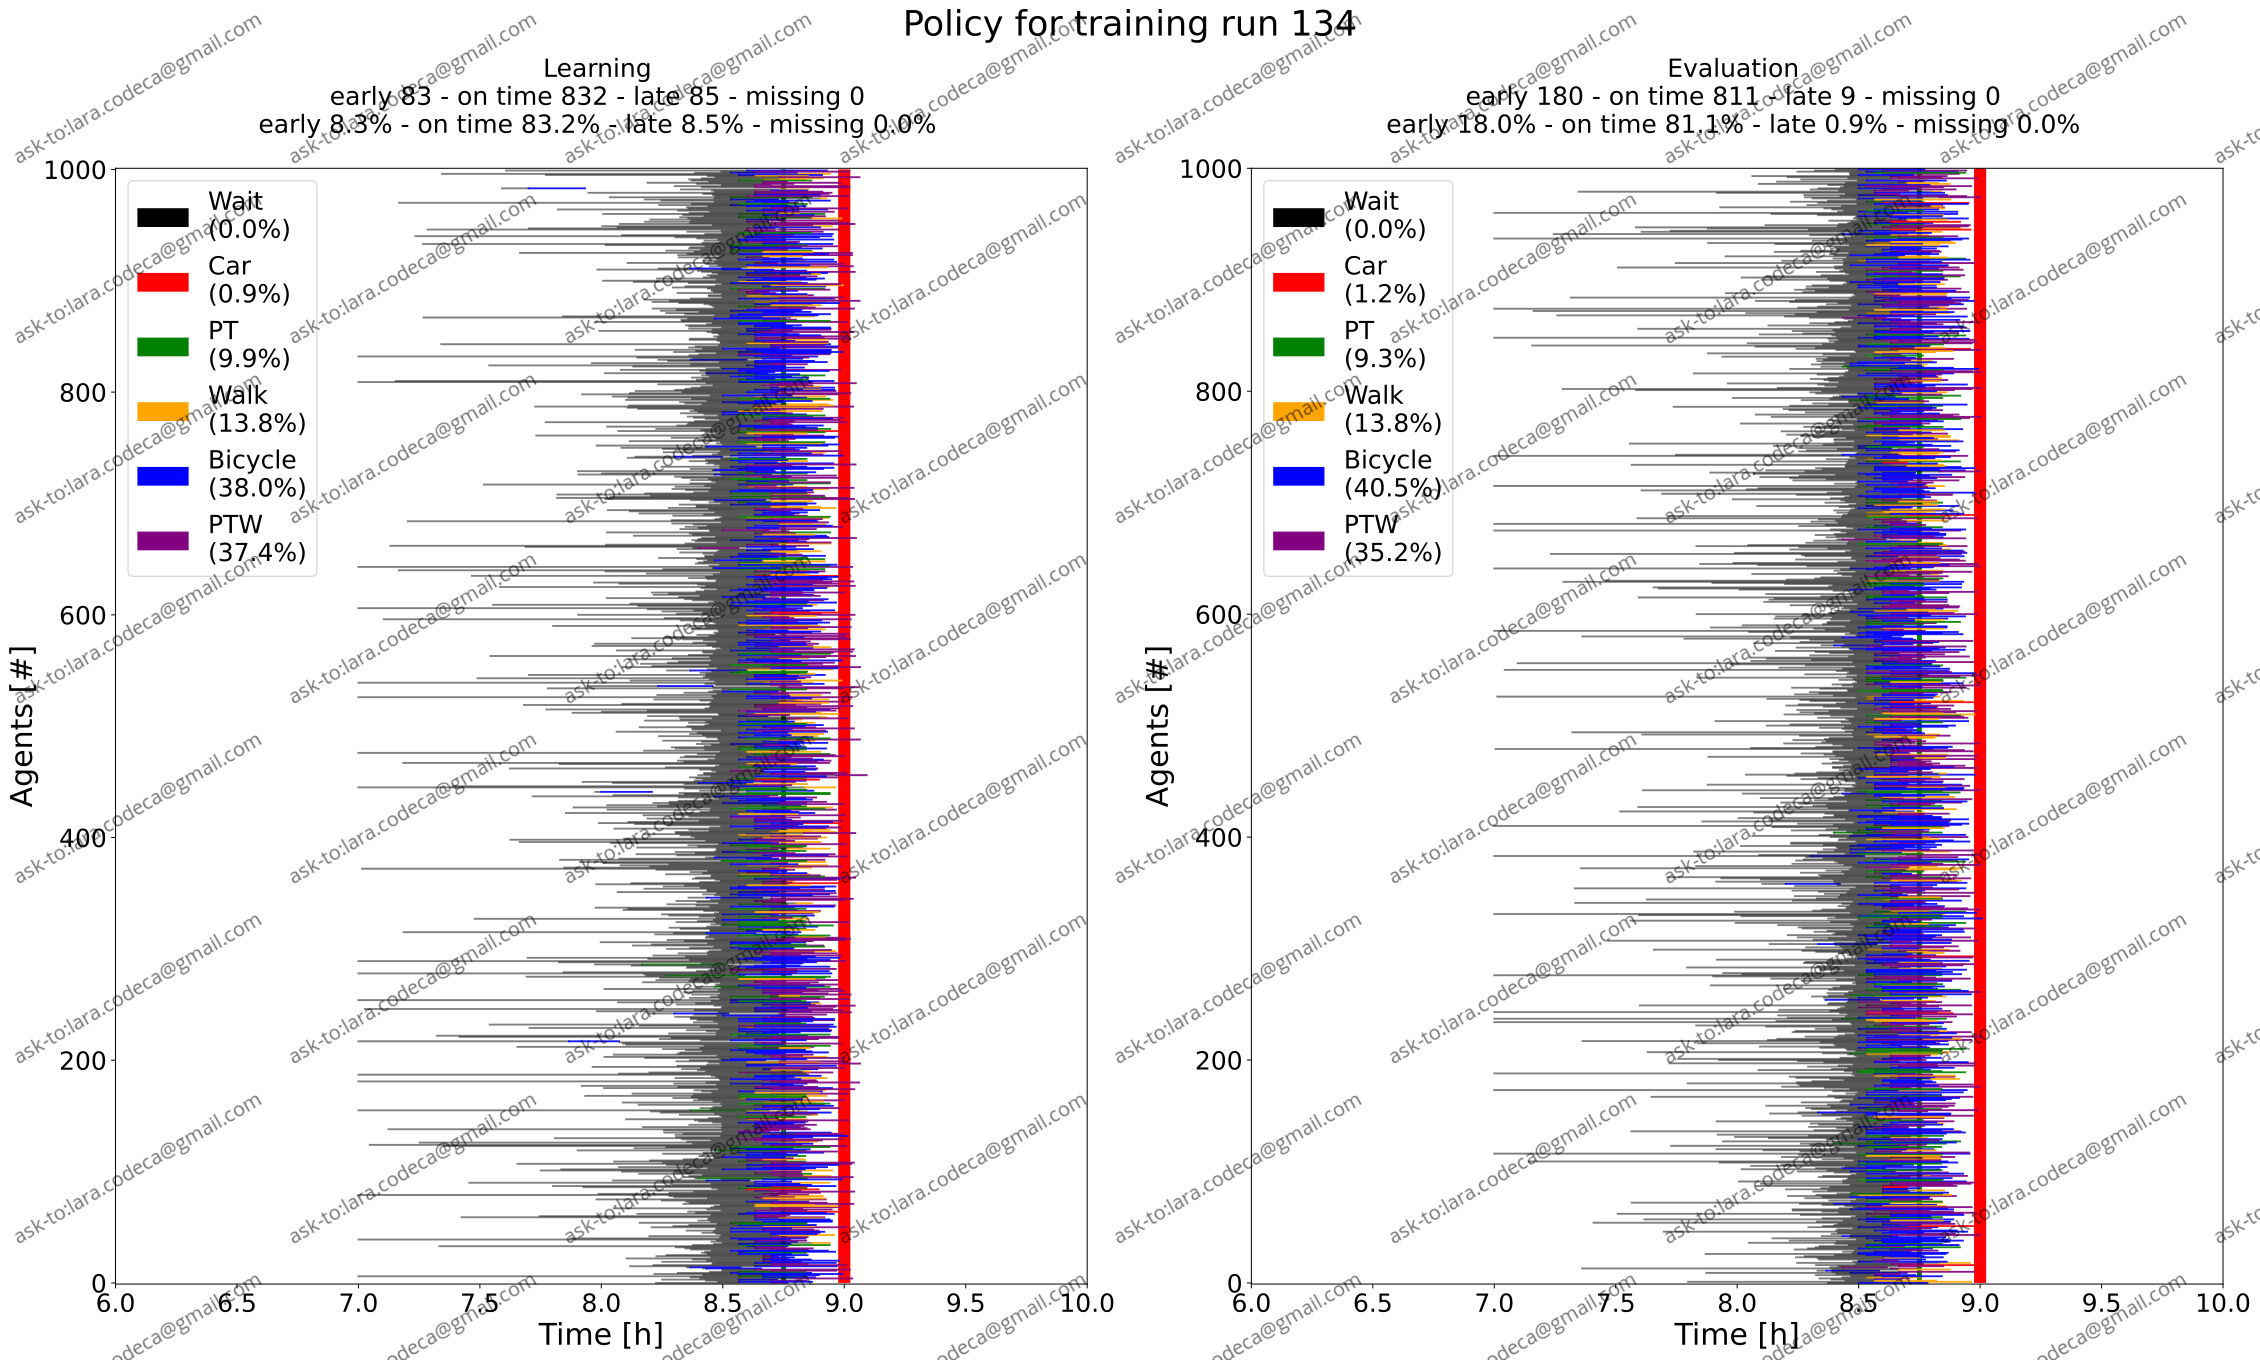 Policy for training run 134
Learning
early 83 - on time 832 - late 85 - missing 0
early 8.3% - on time 83.2% - late 8.5% - missing 0.0%
Wait
(0.0%)
Car
(0.9%)
PT
(9.9%)
Walk
(13.8%)
Bicycle
(38.0%)
PTW
(37.4%)
Agents [#]
1000
800
600
400
200
0
6.0 6.5 7.0 7.5 8.0 8.5 9.0 9.5 10.0
Time [h]
Evaluation
early 180 - on time 811 - late 9 - missing 0
early 18.0% - on time 81.1% - late 0.9% - missing 0.0%
Wait
(0.0%)
Car
(1.2%)
PT
(9.3%)
Walk
(13.8%)
Bicycle
(40.5%)
PTW
(35.2%)
Agents [#]
1000
800
600
400
200
0
6.0 6.5 7.0 7.5 8.0 8.5 9.0 9.5 10.0
Time [h]
ask-to:lara.codeca@gmail.com